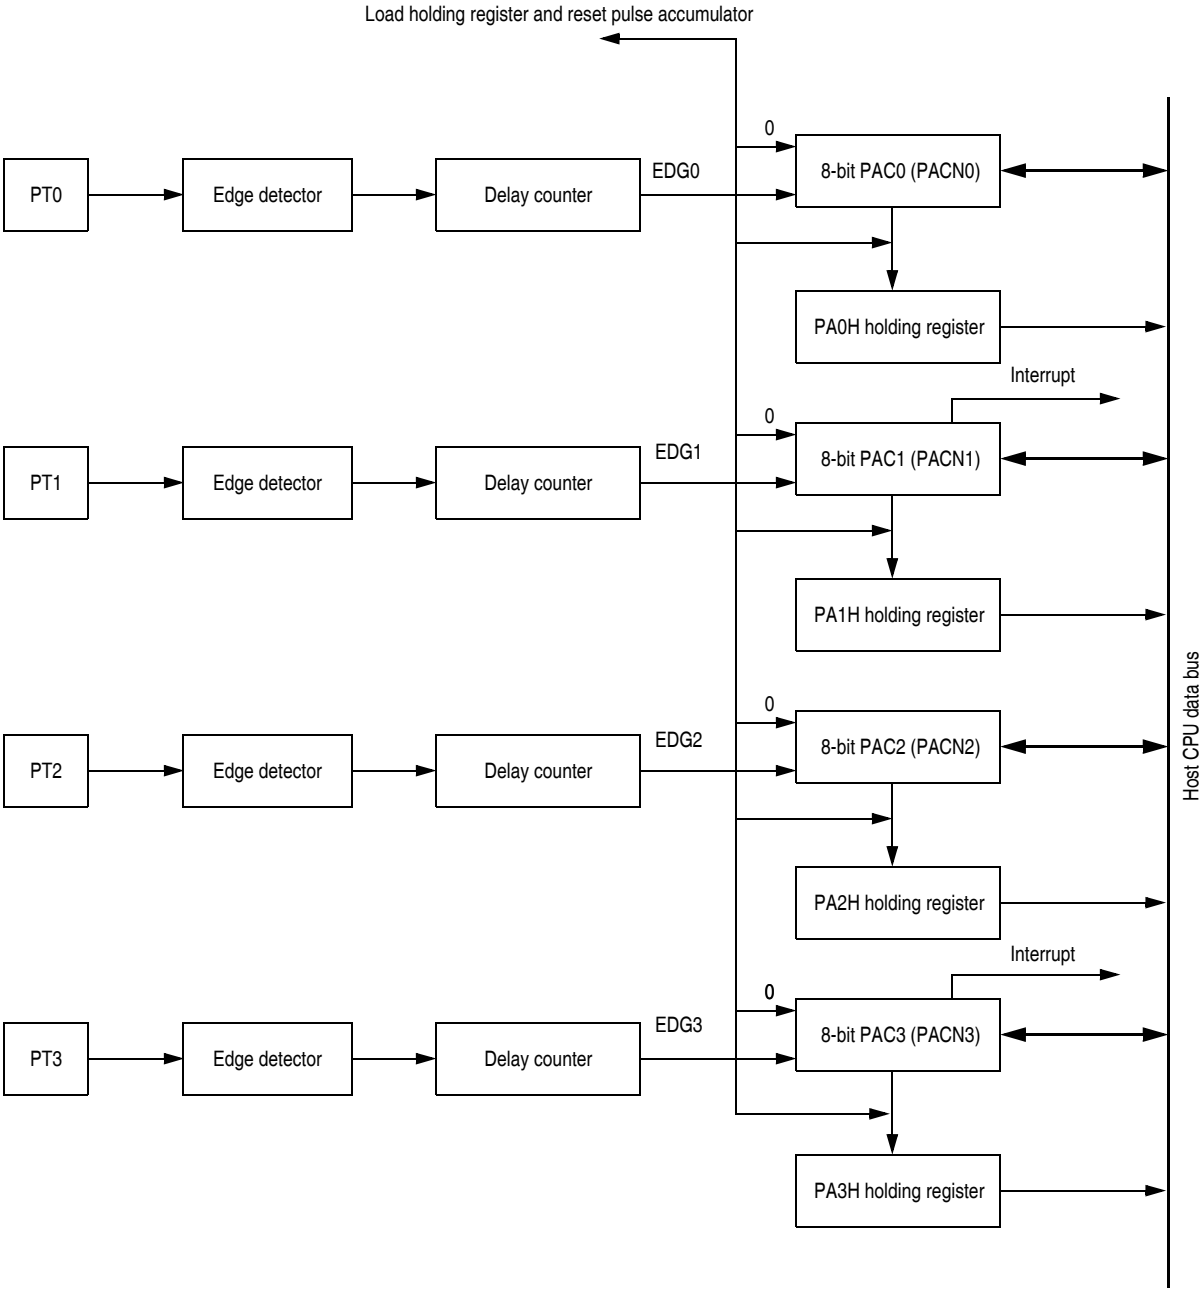 Load holding register and reset pulse accumulator
0
EDG0
8-bit PAC0 (PACN0)
PT0
Edge detector
Delay counter
PA0H holding register
Interrupt
0
EDG1
8-bit PAC1 (PACN1)
PT1
Edge detector
Delay counter
PA1H holding register
Host CPU data bus
0
EDG2
8-bit PAC2 (PACN2)
PT2
Edge detector
Delay counter
PA2H holding register
Interrupt
0
EDG3
8-bit PAC3 (PACN3)
PT3
Edge detector
Delay counter
PA3H holding register